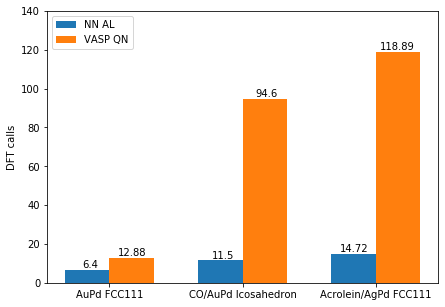 140
120
100
80
60
40
20
0
DFT calls
NN AL
VASP QN
6.4
12.88
11.5
94.6
14.72
118.89
AuPd FCC111
CO/AuPd Icosahedron
Acrolein/AgPd FCC111